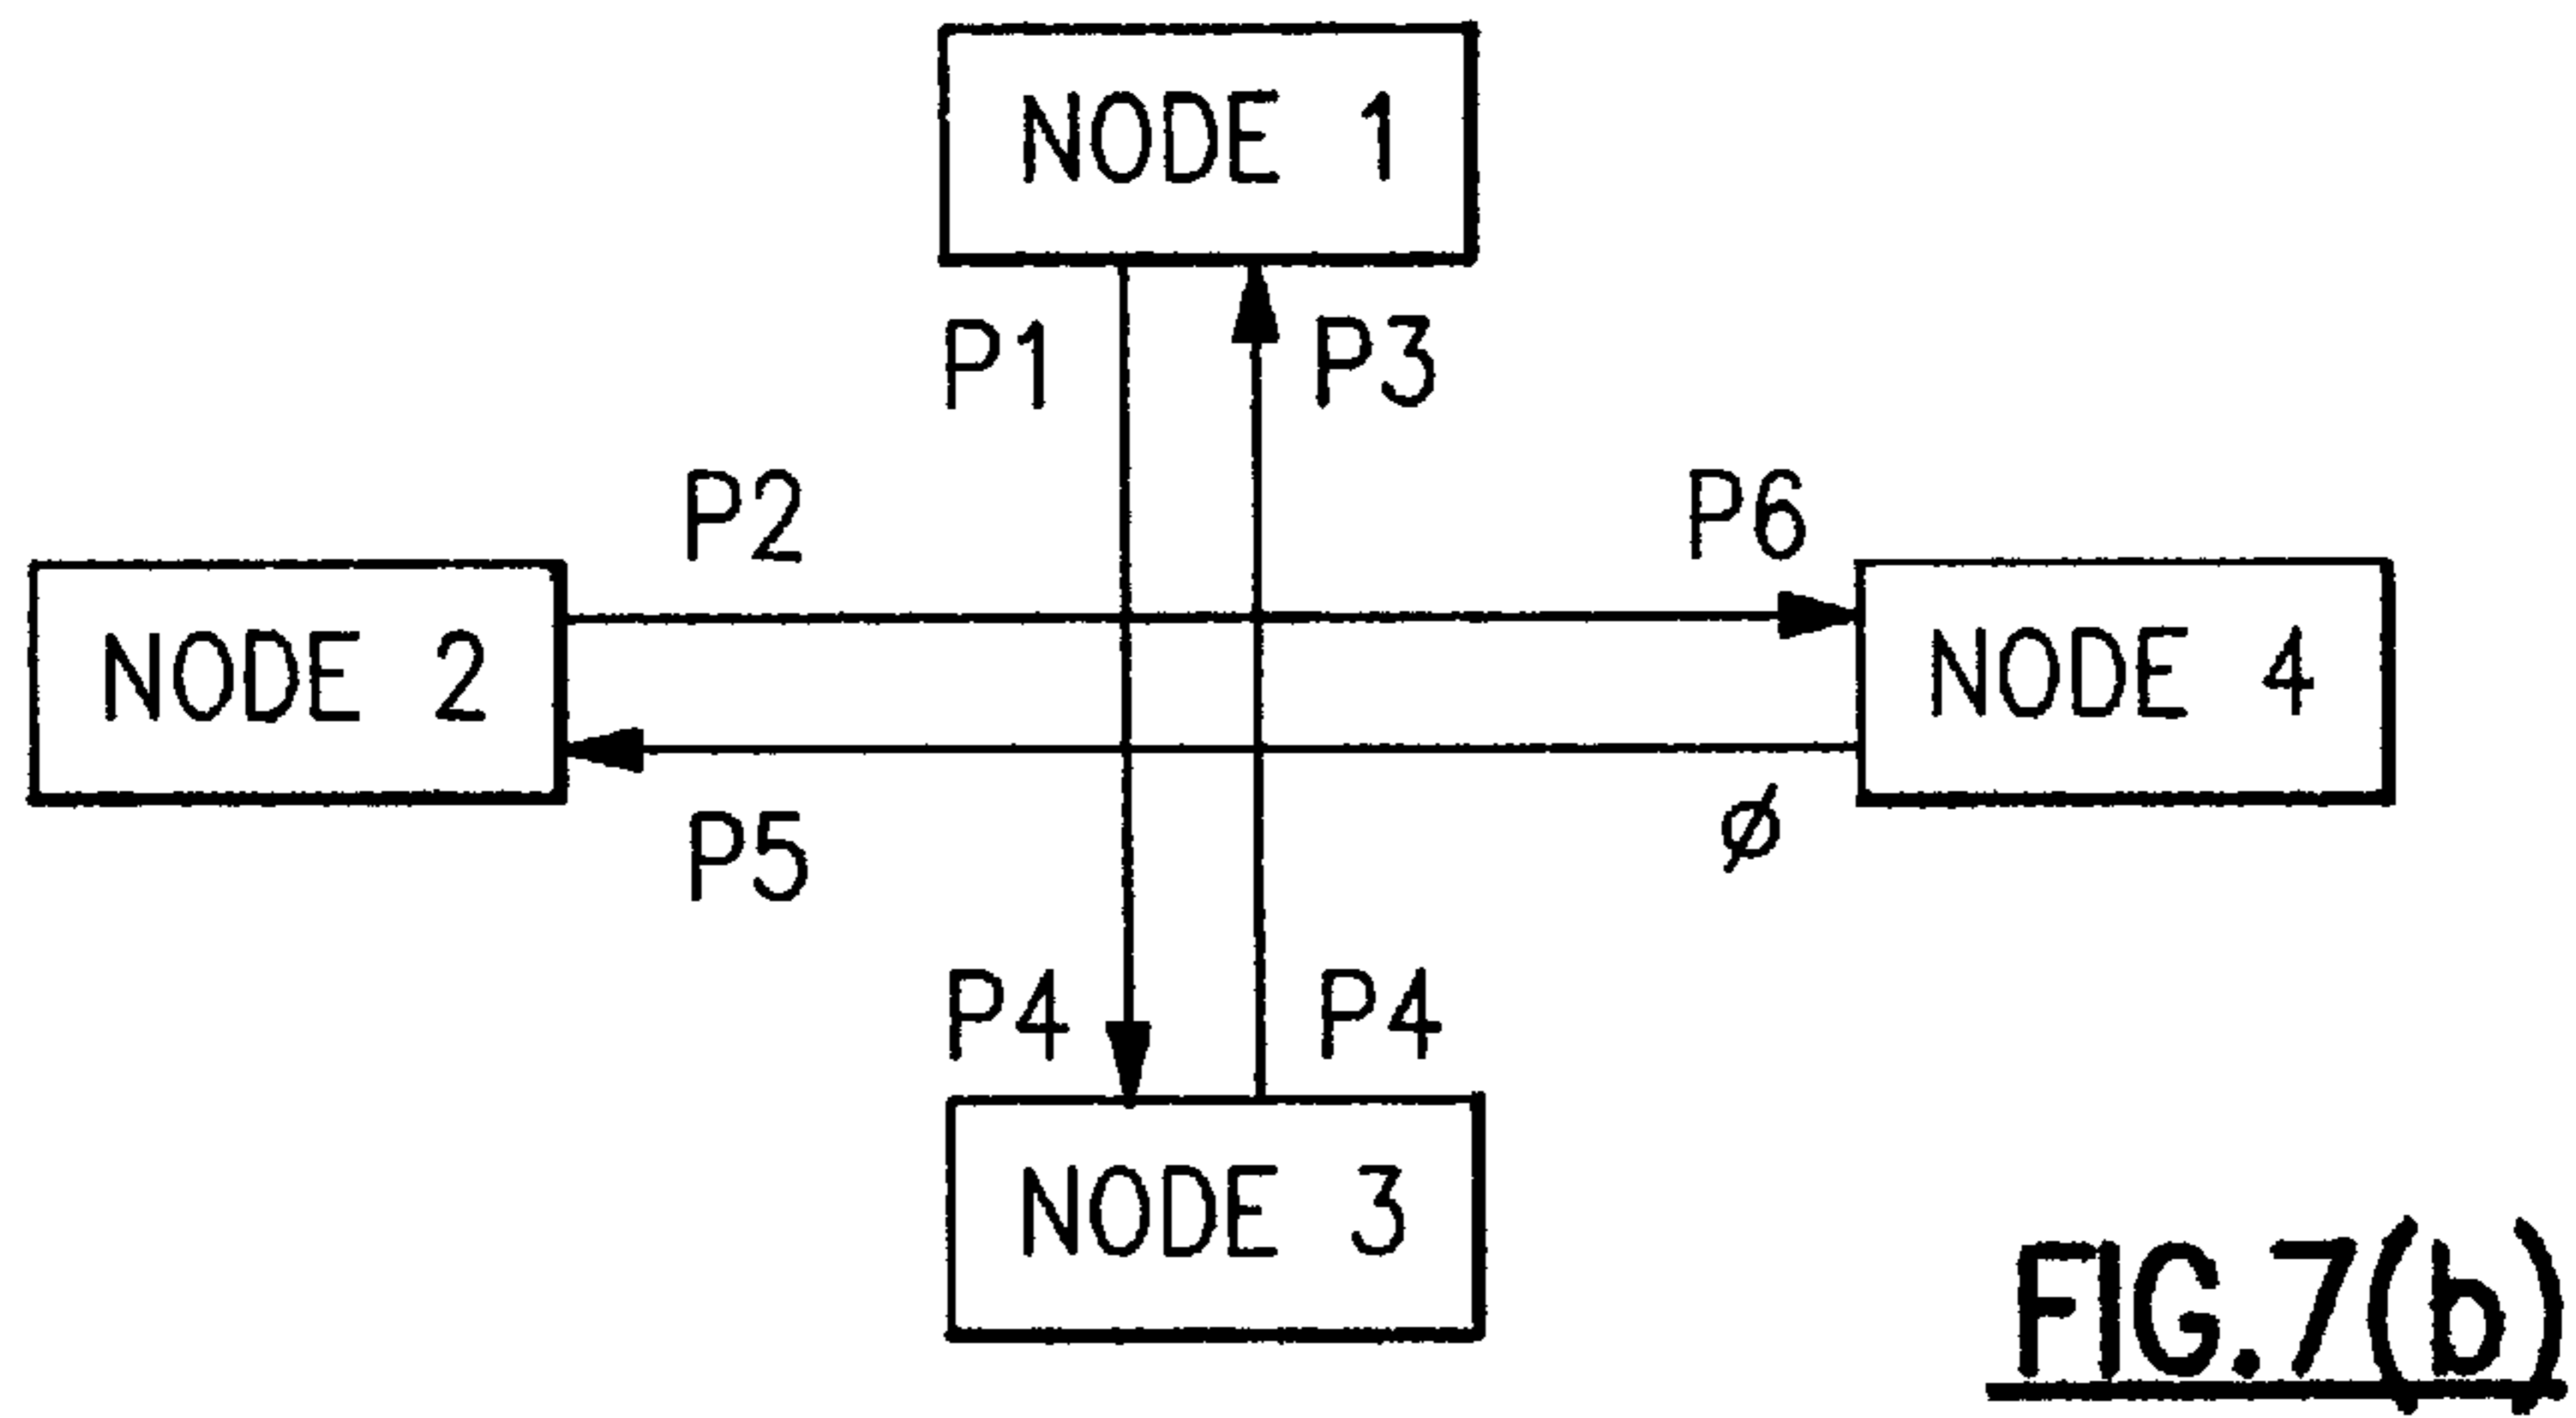 NODE 1
P1
P3
P2
P6
NODE 2
NODE 4
P5
ϕ
P4
P4
NODE 3
FIG.7(b)